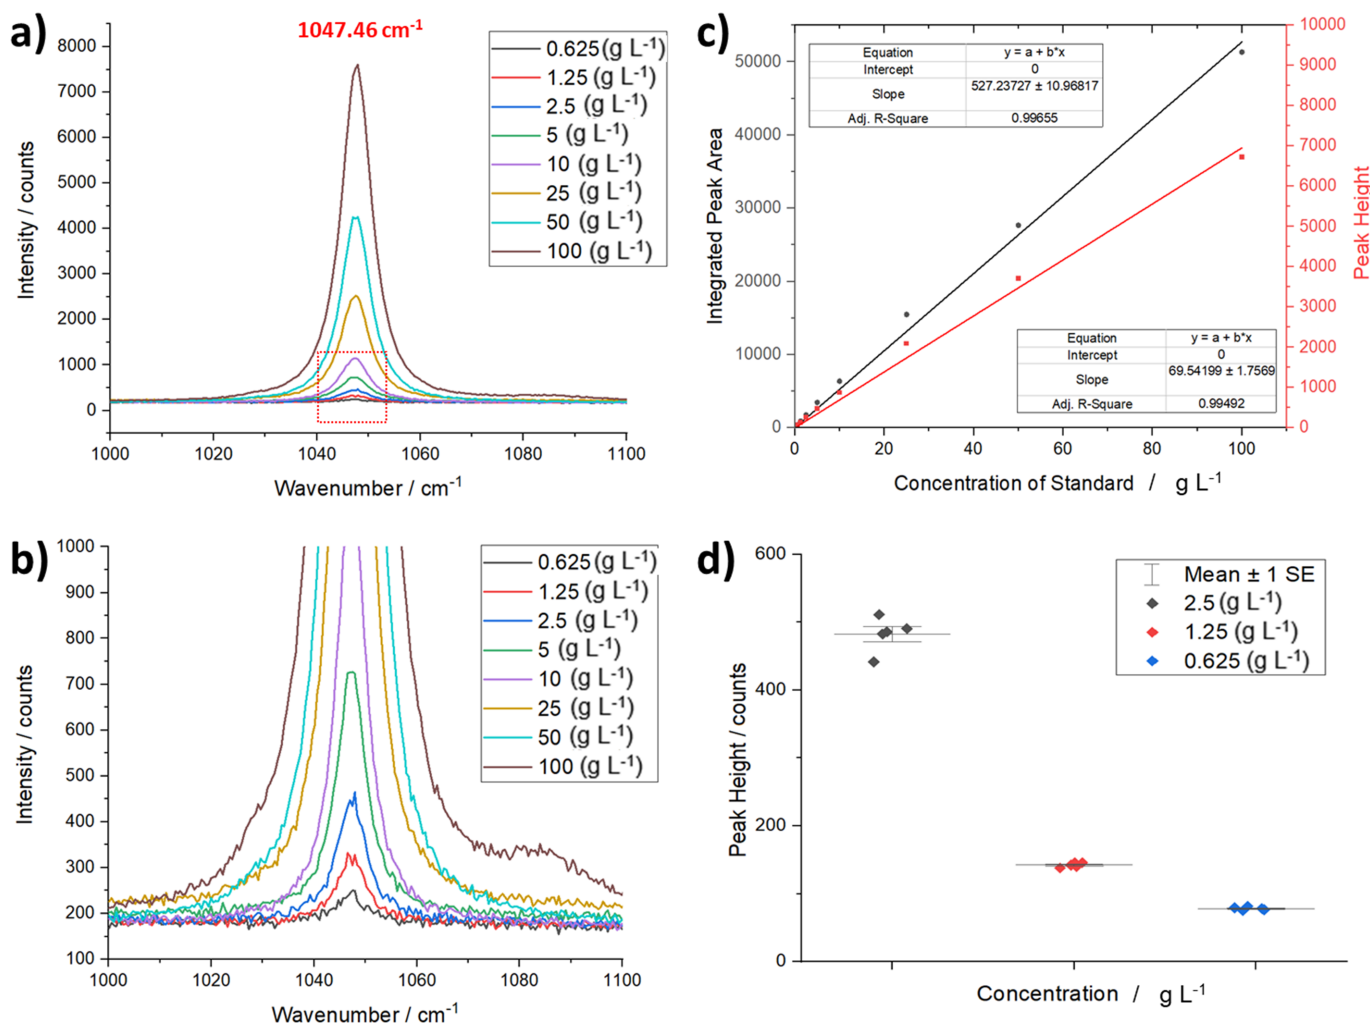 a)
1047.46 cm⁻¹
8000
7000
6000
5000
4000
3000
2000
1000
0
Intensity / counts
1000
1020
1040
1060
1080
1100
Wavenumber / cm⁻¹
0.625(g L⁻¹)
1.25 (g L⁻¹)
2.5 (g L⁻¹)
5 (g L⁻¹)
10 (g L⁻¹)
25 (g L⁻¹)
50 (g L⁻¹)
100 (g L⁻¹)
c)
50000
40000
30000
20000
10000
0
Integrated Peak Area
Equation y = a + b*x
Intercept 0
Slope 527.23727 ± 10.96817
Adj. R-Square 0.99655
Equation y = a + b*x
Intercept 0
Slope 69.54199 ± 1.7569
Adj. R-Square 0.99492
10000
9000
8000
7000
6000
5000
4000
3000
2000
1000
0
Peak Height
0
20
40
60
80
100
Concentration of Standard / g L⁻¹
b)
1000
900
800
700
600
500
400
300
200
100
Intensity / counts
1000
1020
1040
1060
1080
1100
Wavenumber / cm⁻¹
0.625 (g L⁻¹)
1.25 (g L⁻¹)
2.5 (g L⁻¹)
5 (g L⁻¹)
10 (g L⁻¹)
25 (g L⁻¹)
50 (g L⁻¹)
100 (g L⁻¹)
d)
600
400
200
0
Peak Height / counts
Mean ± 1 SE
2.5 (g L⁻¹)
1.25 (g L⁻¹)
0.625 (g L⁻¹)
Concentration / g L⁻¹